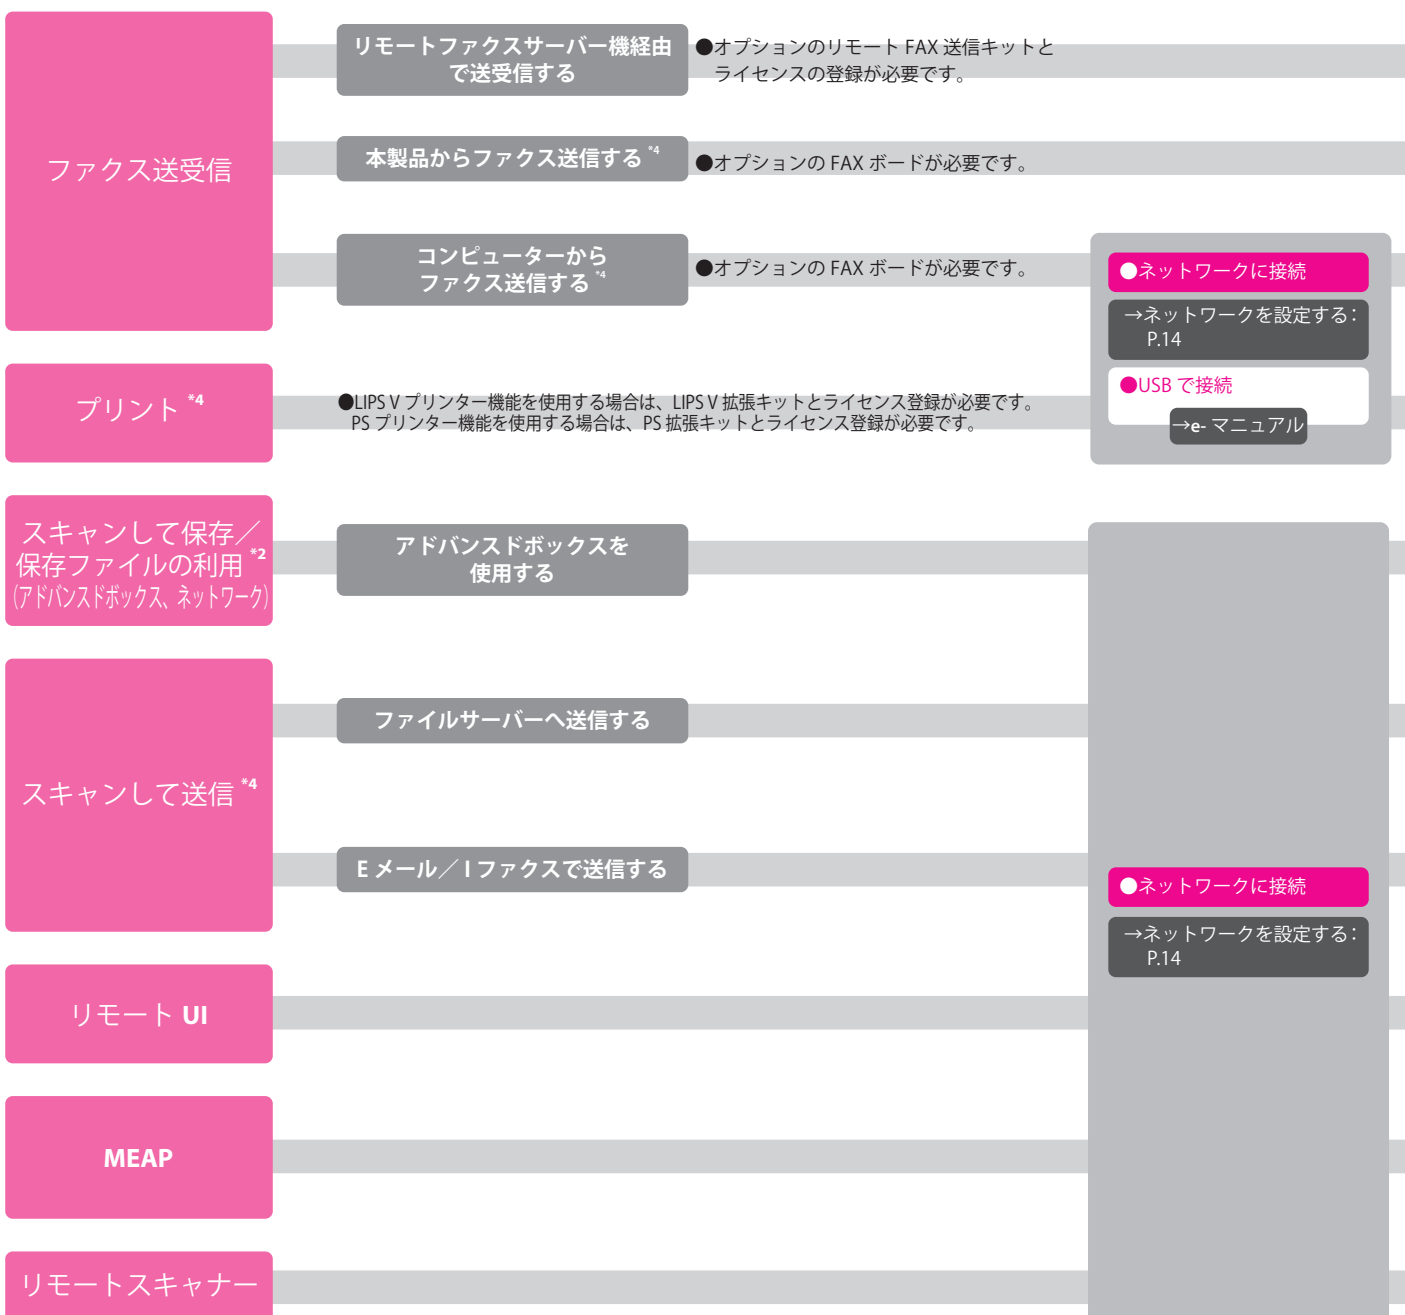 ファクス送受信
リモートファクスサーバー機経由
で送受信する
●オプションのリモート FAX 送信キットと
ライセンスの登録が必要です。
本製品からファクス送信する *4
●オプションの FAX ボードが必要です。
コンピューターから
ファクス送信する *4
●オプションの FAX ボードが必要です。
●ネットワークに接続
→ネットワークを設定する：
P.14
●USB で接続
→e- マニュアル
プリント *4
●LIPS V プリンター機能を使用する場合は、LIPS V 拡張キットとライセンス登録が必要です。
PS プリンター機能を使用する場合は、PS 拡張キットとライセンス登録が必要です。
スキャンして保存／
保存ファイルの利用 *2
(アドバンスドボックス、ネットワーク)
アドバンスドボックスを
使用する
スキャンして送信 *4
ファイルサーバーへ送信する
E メール／I ファクスで送信する
●ネットワークに接続
→ネットワークを設定する：
P.14
リモート UI
MEAP
リモートスキャナー